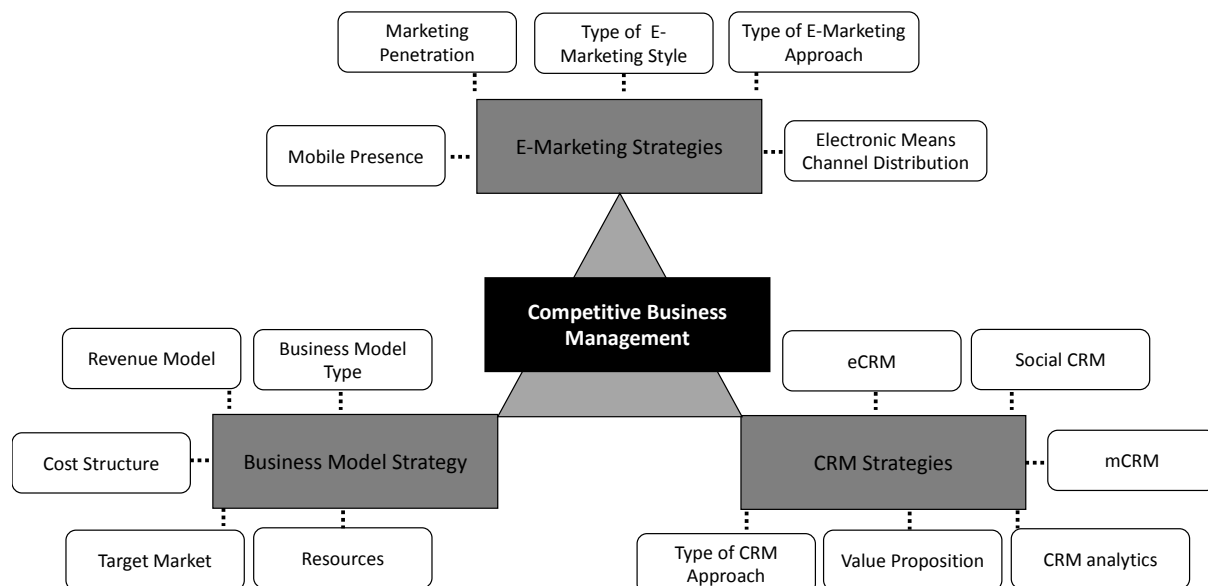 Marketing
Penetration
Type of E-
Marketing Style
Type of E-Marketing
Approach
Mobile Presence
E-Marketing Strategies
Electronic Means
Channel Distribution
Competitive Business
Management
Revenue Model
Business Model
Type
eCRM
Social CRM
Cost Structure
Business Model Strategy
CRM Strategies
mCRM
Target Market
Resources
Type of CRM
Approach
Value Proposition
CRM analytics